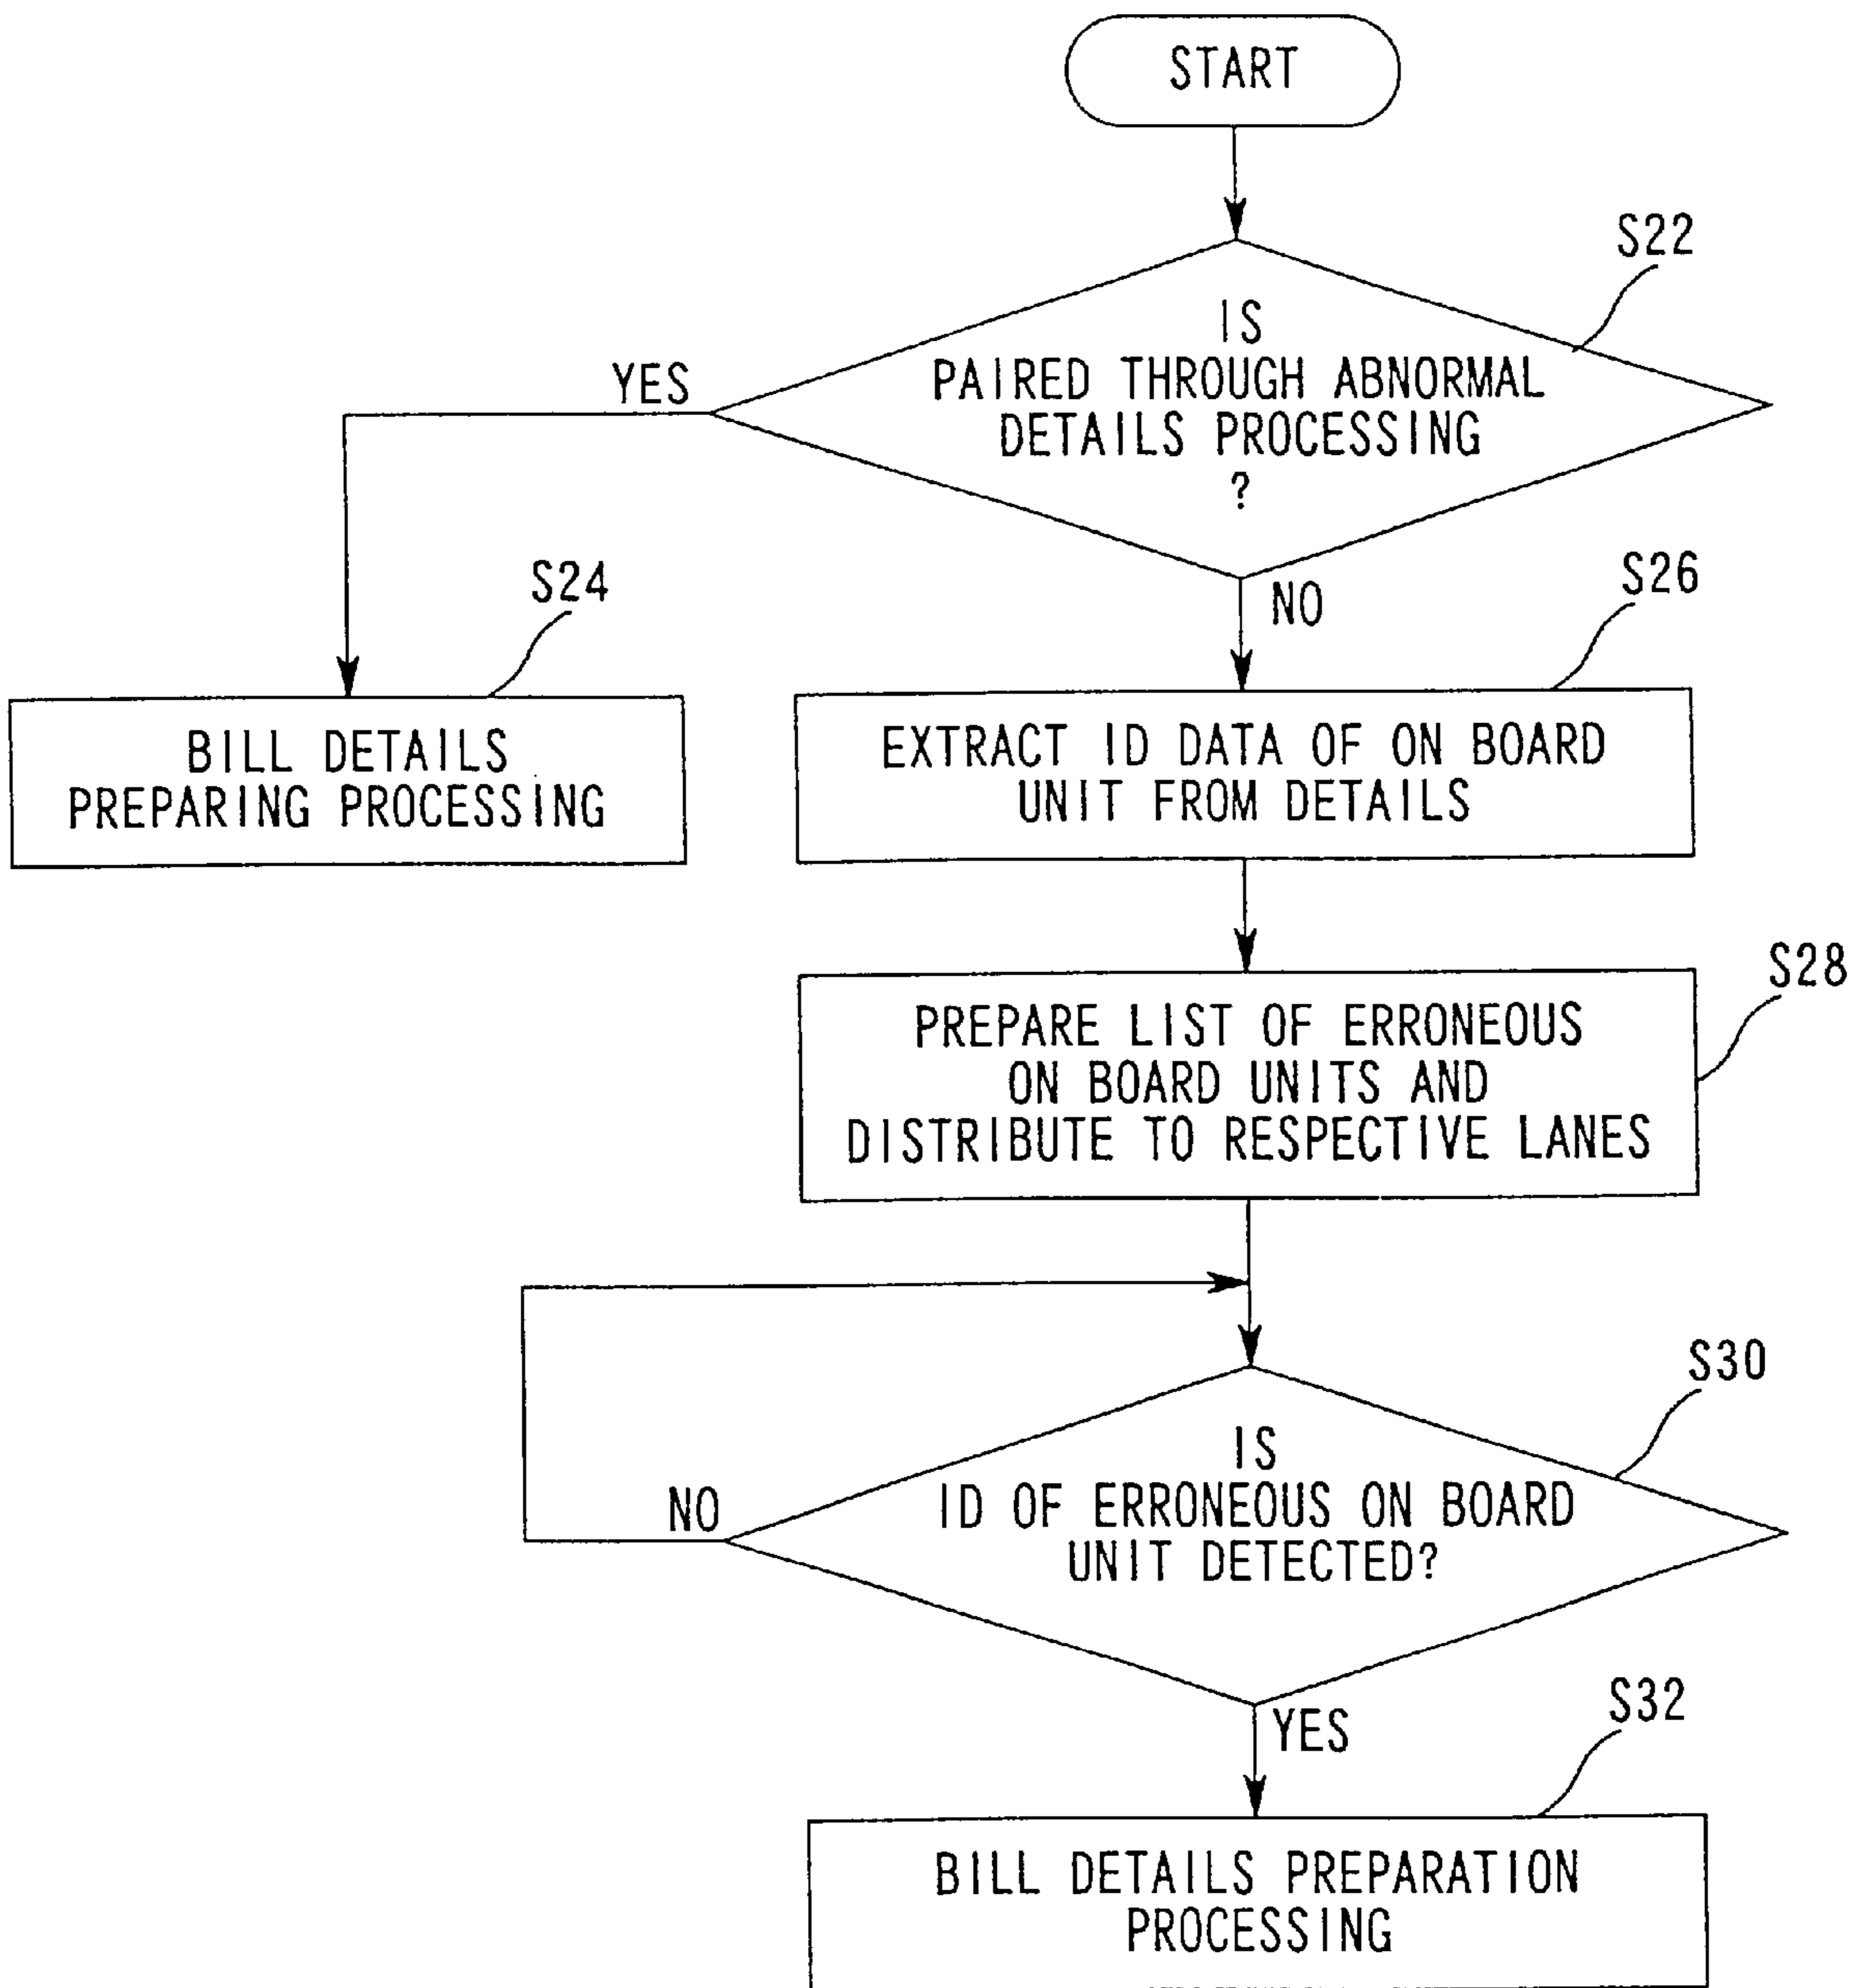 START
S22
IS
PAIRED THROUGH ABNORMAL
DETAILS PROCESSING
?
YES
NO
S24
BILL DETAILS
PREPARING PROCESSING
S26
EXTRACT ID DATA OF ON BOARD
UNIT FROM DETAILS
S28
PREPARE LIST OF ERRONEOUS
ON BOARD UNITS AND
DISTRIBUTE TO RESPECTIVE LANES
S30
IS
ID OF ERRONEOUS ON BOARD
UNIT DETECTED?
NO
YES
S32
BILL DETAILS PREPARATION
PROCESSING